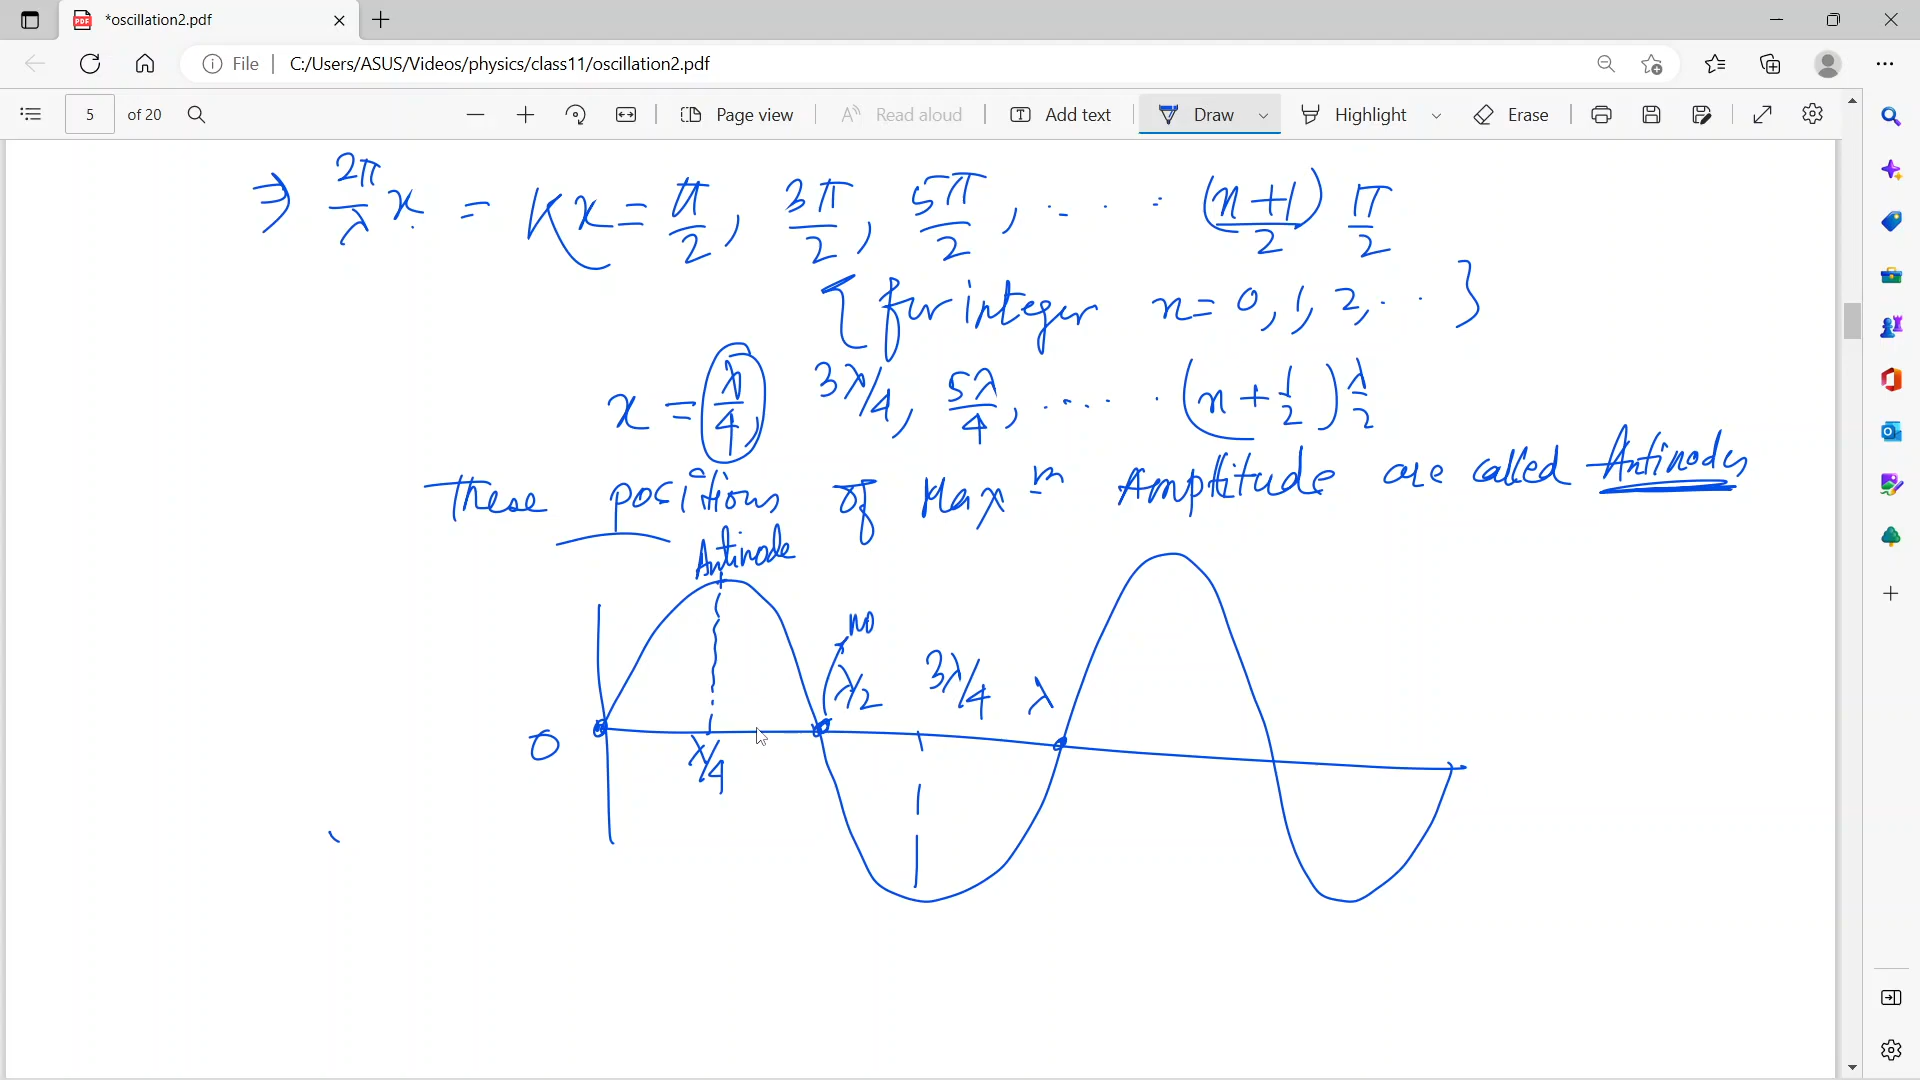 *oscillation2.pdf
File | C:/Users/ASUS/Videos/physics/class11/oscillation2.pdf
5 of 20 Page view Read aloud Add text Draw Highlight Erase
⇒ 2π/λ x = Kx = π/2, 3π/2, 5π/2, ..... (n+1)/2 π/2
{ for integer n = 0, 1, 2, .. }
x = λ/4, 3λ/4, 5λ/4, ..... (n + 1/2) λ/2
These positions of Max m Amplitude are called Antinodes
Antinode
no
λ/2 3λ/4 λ
0
λ/4